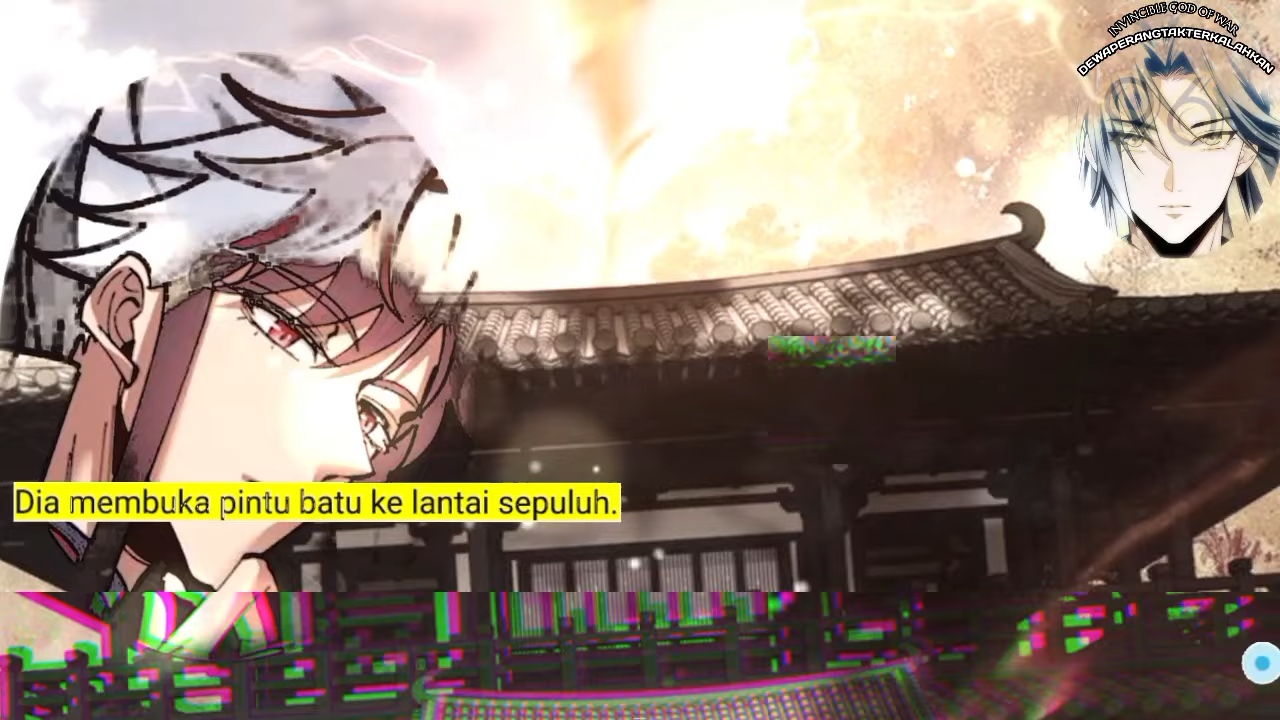 INVINCIBLE GOD OF WAR
DEWAPERANGTAKTERKALAHKAN
Dia membuka pintu batu ke lantai sepuluh.